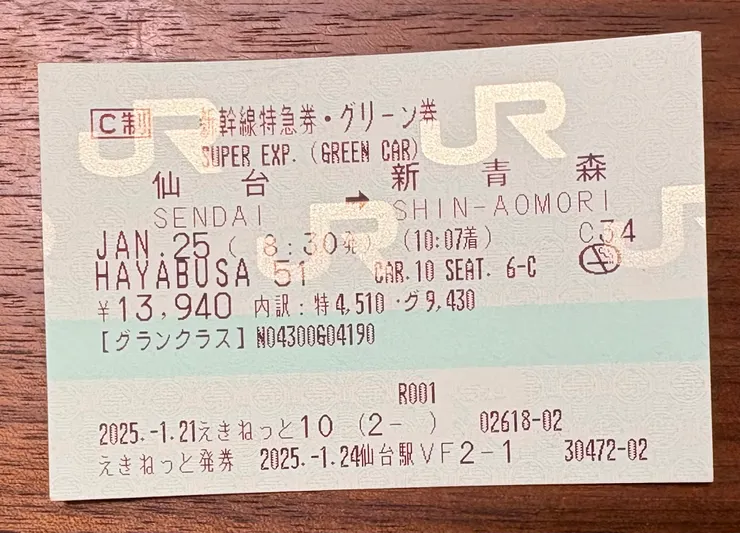 C制 新幹線特急券・グリーン券
SUPER EXP. (GREEN CAR)
仙台 → 新青森
SENDAI SHIN-AOMORI
JAN.25 ( 8:30発) (10:07着) C34
HAYABUSA 51 CAR.10 SEAT. 6-C
¥13,940 内訳:特4,510・グ9,430
[グランクラス] N04300G04190
R001
2025.-1.21えきねっと10 (2- ) 02618-02
えきねっと発券 2025.-1.24仙台駅VF2-1 30472-02
JR
JR
JR